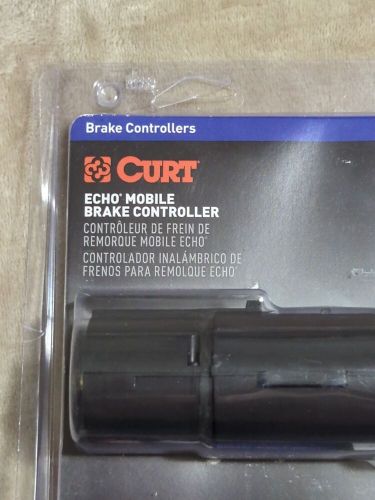 Brake Controllers
CURT
ECHO® MOBILE
BRAKE CONTROLLER
CONTRÔLEUR DE FREIN DE
REMORQUE MOBILE ECHO®
CONTROLADOR INALÁMBRICO DE
FRENOS PARA REMOLQUE ECHO®